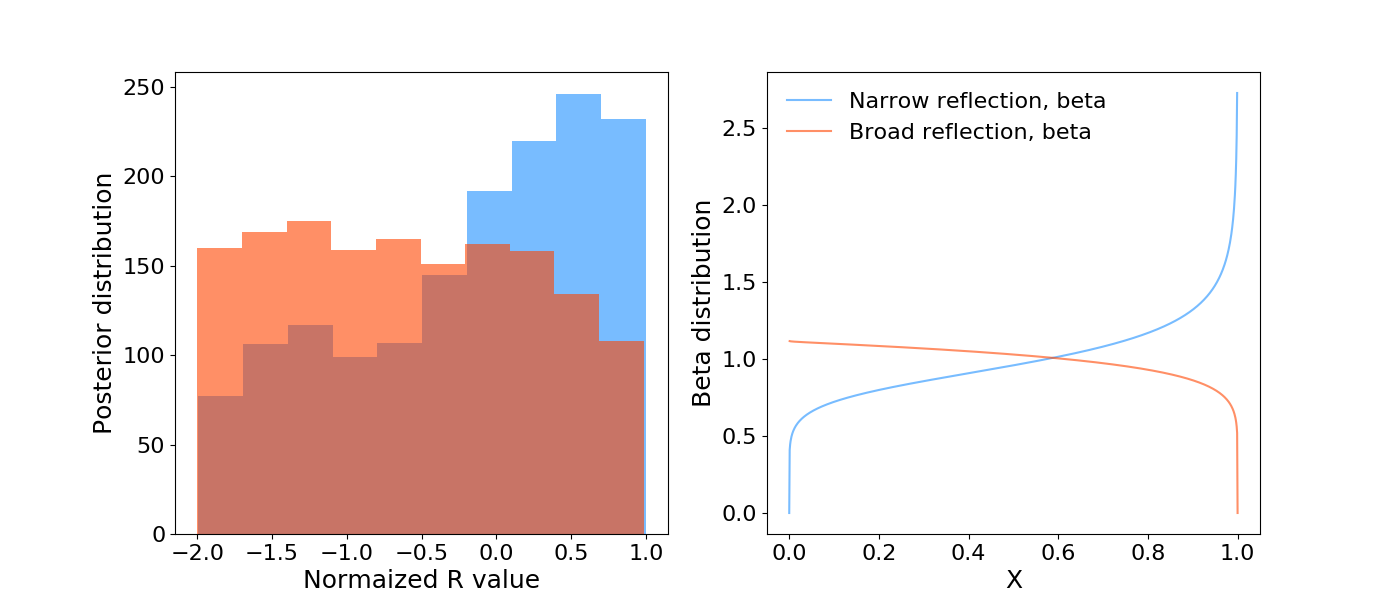 250
200
150
100
50
0
−2.0 −1.5 −1.0 −0.5 0.0 0.5 1.0
Normaized R value
Posterior distribution
Narrow reflection, beta
Broad reflection, beta
2.5
2.0
1.5
1.0
0.5
0.0
0.0 0.2 0.4 0.6 0.8 1.0
X
Beta distribution